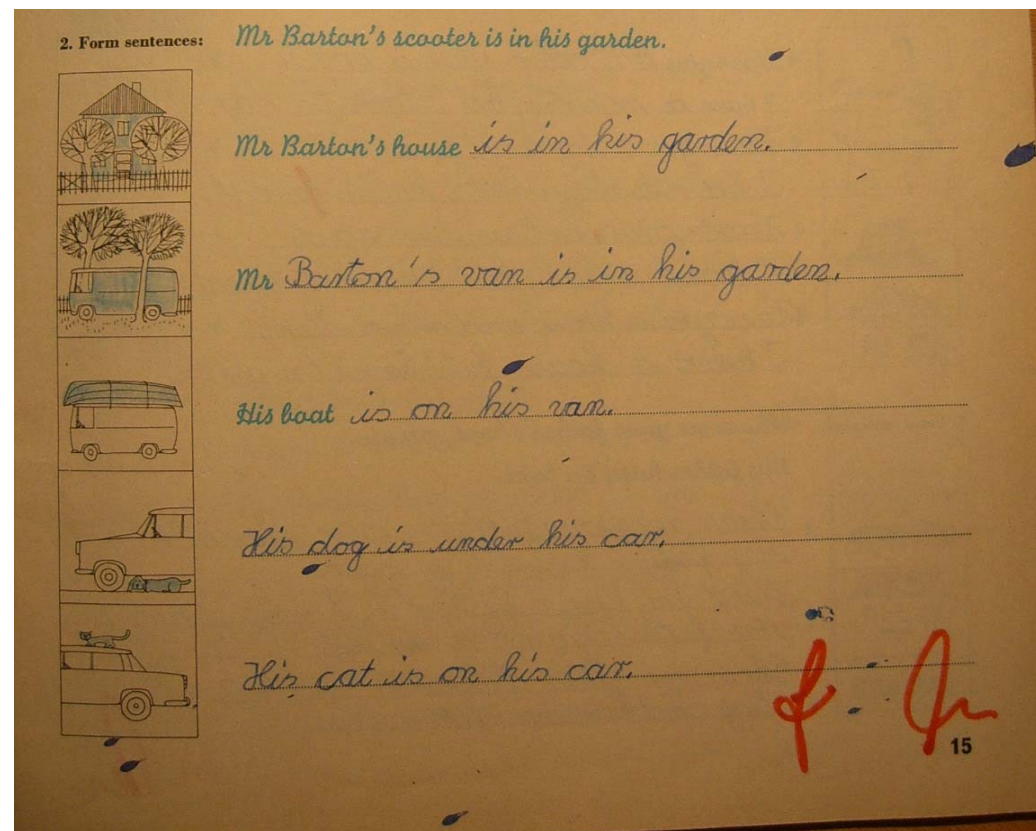 2. Form sentences: Mr Barton's scooter is in his garden.
Mr Barton's house is in his garden.
Mr Barton's van is in his garden.
His boat is on his van.
His dog is under his car.
His cat is on his car.
15